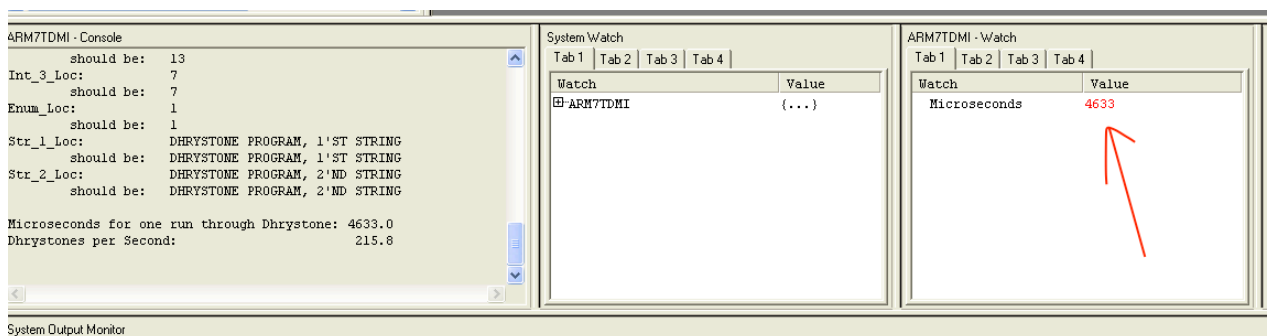 ARM7TDMI - Console
should be: 13
Int_3_Loc: 7
should be: 7
Enum_Loc: 1
should be: 1
Str_1_Loc: DHRYSTONE PROGRAM, 1'ST STRING
should be: DHRYSTONE PROGRAM, 1'ST STRING
Str_2_Loc: DHRYSTONE PROGRAM, 2'ND STRING
should be: DHRYSTONE PROGRAM, 2'ND STRING
Microseconds for one run through Dhrystone: 4633.0
Dhrystones per Second: 215.8
System Watch
Tab 1 Tab 2 Tab 3 Tab 4
Watch Value
ARM7TDMI {...}
ARM7TDMI - Watch
Tab 1 Tab 2 Tab 3 Tab 4
Watch Value
Microseconds 4633
System Output Monitor